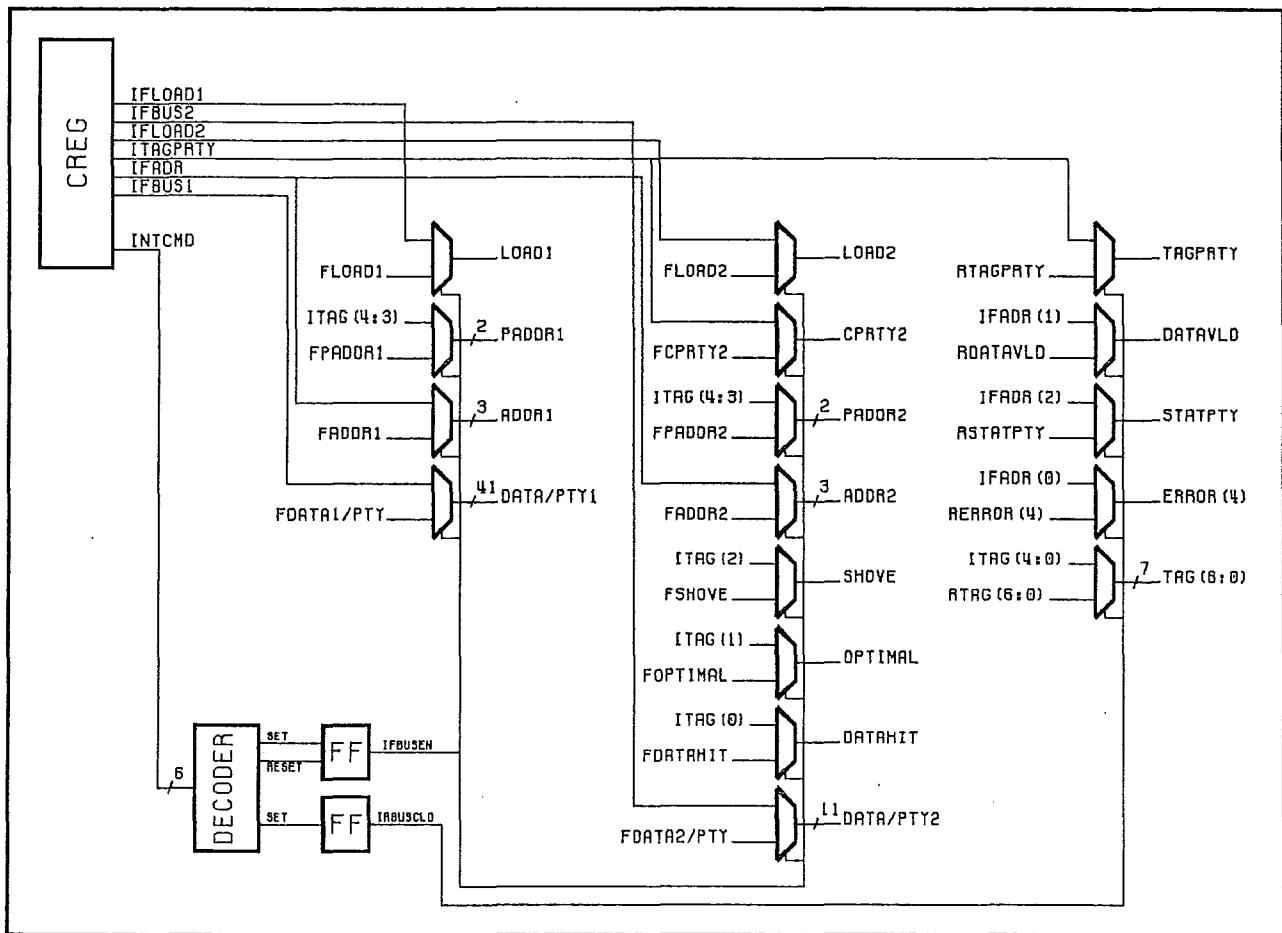 CREG
IFLOAD1
IFBUS2
IFLOAD2
ITAGPRTY
IFADR
IFBUS1
INTCMD
FLOAD1
LOAD1
ITAG(4:3)
FPADDR1
2
PADDR1
FADDR1
3
ADDR1
FDATA1/PTY
41
DATA/PTY1
FLOAD2
LOAD2
FCPRTY2
CPRTY2
ITAG(4:3)
FPADDR2
2
PADDR2
FADDR2
3
ADDR2
ITAG(2)
FSHOVE
SHOVE
ITAG(1)
FOPTIMAL
OPTIMAL
ITAG(0)
FDATAHIT
DATAHIT
FDATA2/PTY
11
DATA/PTY2
RTAGPRTY
TAGPRTY
IFADR(1)
RDATAVLD
DATAVLD
IFADR(2)
RSTATPTY
STATPTY
IFADR(0)
RERROR(4)
ERROR(4)
ITAG(4:0)
RTAG(6:0)
7
TAG(6:0)
6
DECODER
SET
RESET
FF
IFBUSEN
SET
FF
IRBUSCLD